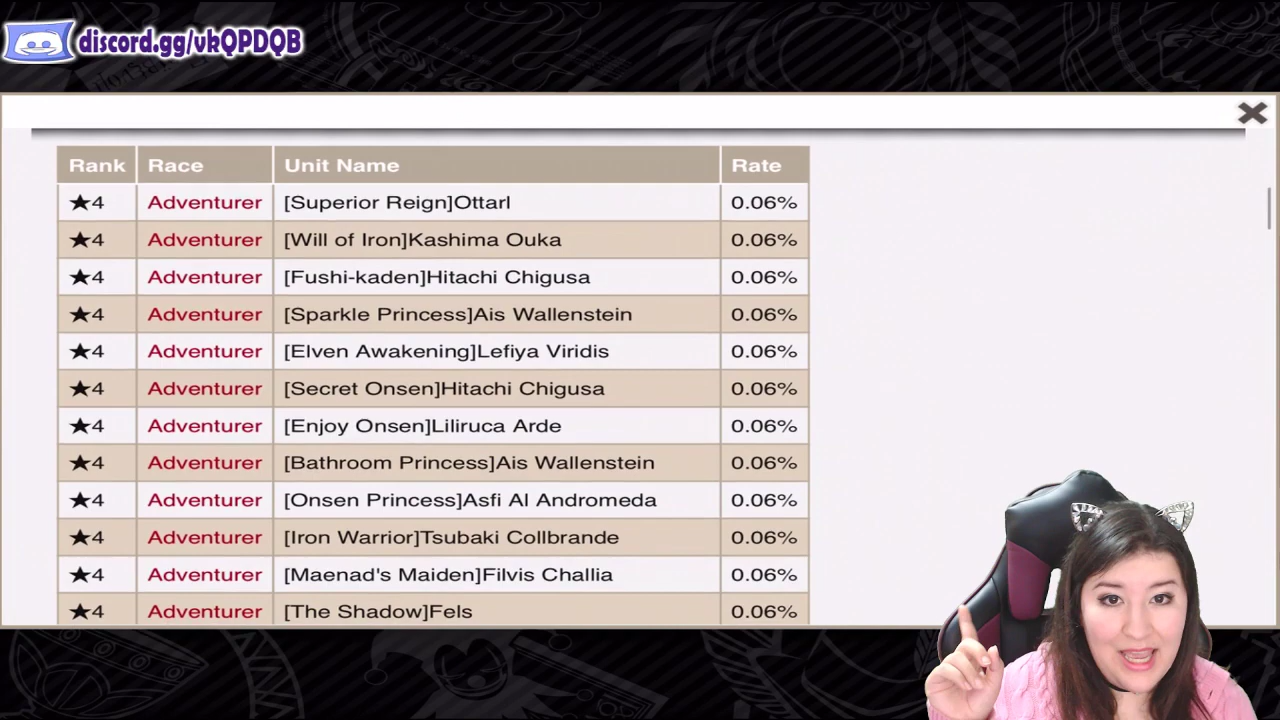 discord.gg/vkQPDQB
Rank Race Unit Name Rate
★4 Adventurer [Superior Reign]Ottarl 0.06%
★4 Adventurer [Will of Iron]Kashima Ouka 0.06%
★4 Adventurer [Fushi-kaden]Hitachi Chigusa 0.06%
★4 Adventurer [Sparkle Princess]Ais Wallenstein 0.06%
★4 Adventurer [Elven Awakening]Lefiya Viridis 0.06%
★4 Adventurer [Secret Onsen]Hitachi Chigusa 0.06%
★4 Adventurer [Enjoy Onsen]Liliruca Arde 0.06%
★4 Adventurer [Bathroom Princess]Ais Wallenstein 0.06%
★4 Adventurer [Onsen Princess]Asfi Al Andromeda 0.06%
★4 Adventurer [Iron Warrior]Tsubaki Collbrande 0.06%
★4 Adventurer [Maenad's Maiden]Filvis Challia 0.06%
★4 Adventurer [The Shadow]Fels 0.06%